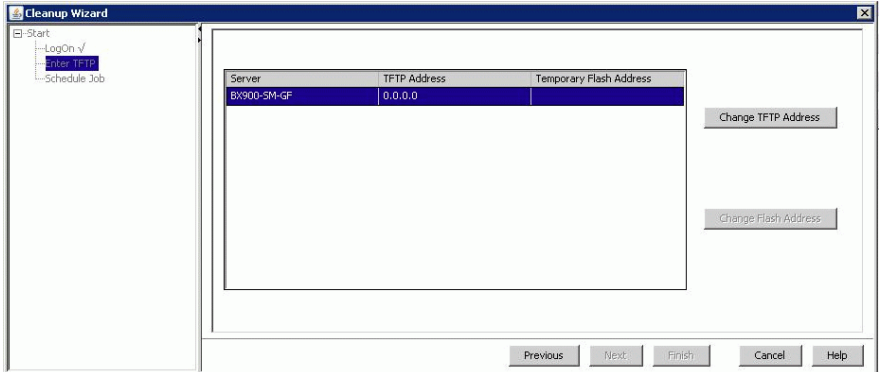 Cleanup Wizard
Start
LogOn √
Enter TFTP
Schedule Job
Server TFTP Address Temporary Flash Address
BX900-SM-GF 0.0.0.0
Change TFTP Address
Change Flash Address
Previous Next Finish Cancel Help